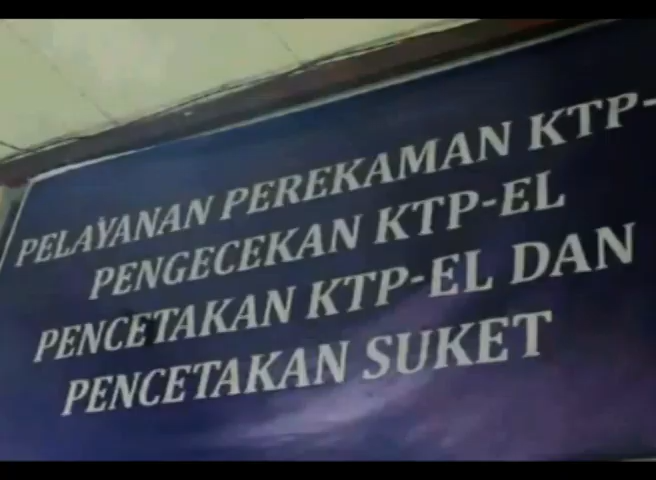 PELAYANAN PEREKAMAN KTP-
PENGECEKAN KTP-EL
PENCETAKAN KTP-EL DAN
PENCETAKAN SUKET